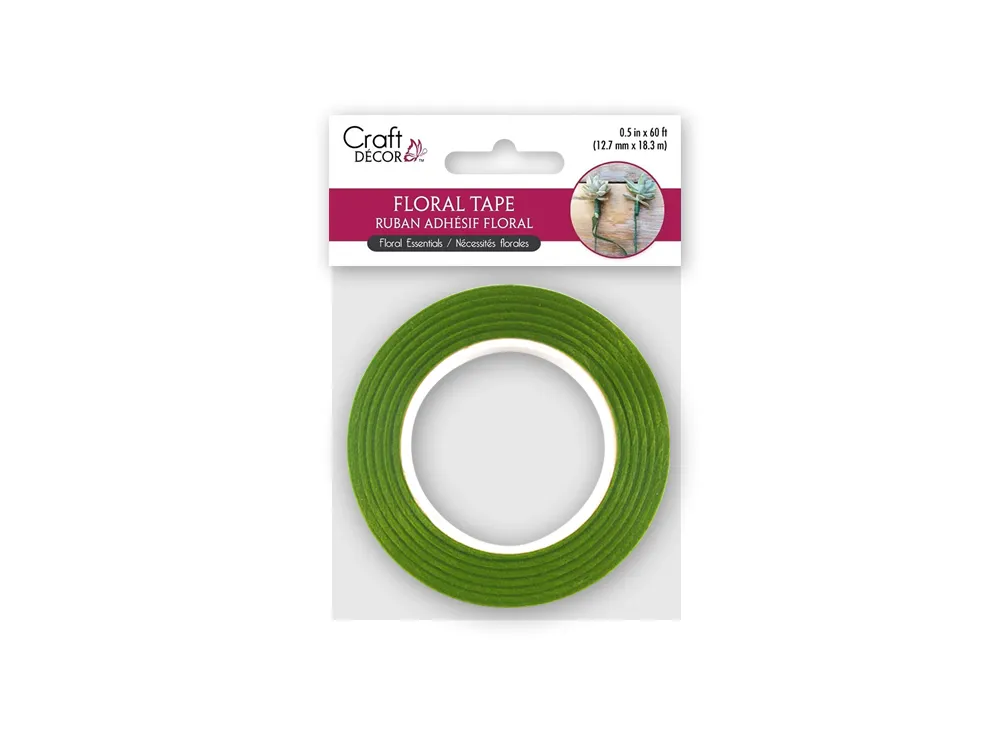 Craft
DÉCOR™
0.5 in x 60 ft
(12.7 mm x 18.3 m)
FLORAL TAPE
RUBAN ADHÉSIF FLORAL
Floral Essentials / Nécessités florales